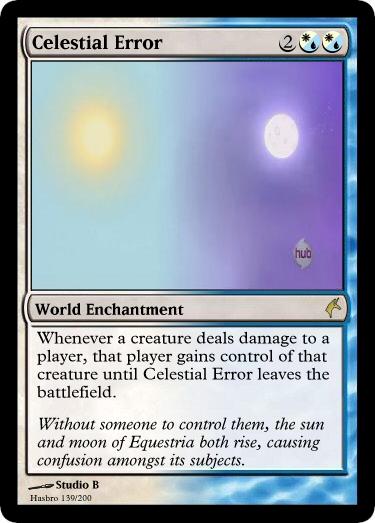 Celestial Error 2
hub
World Enchantment
Whenever a creature deals damage to a
player, that player gains control of that
creature until Celestial Error leaves the
battlefield.
Without someone to control them, the sun
and moon of Equestria both rise, causing
confusion amongst its subjects.
Studio B
Hasbro 139/200